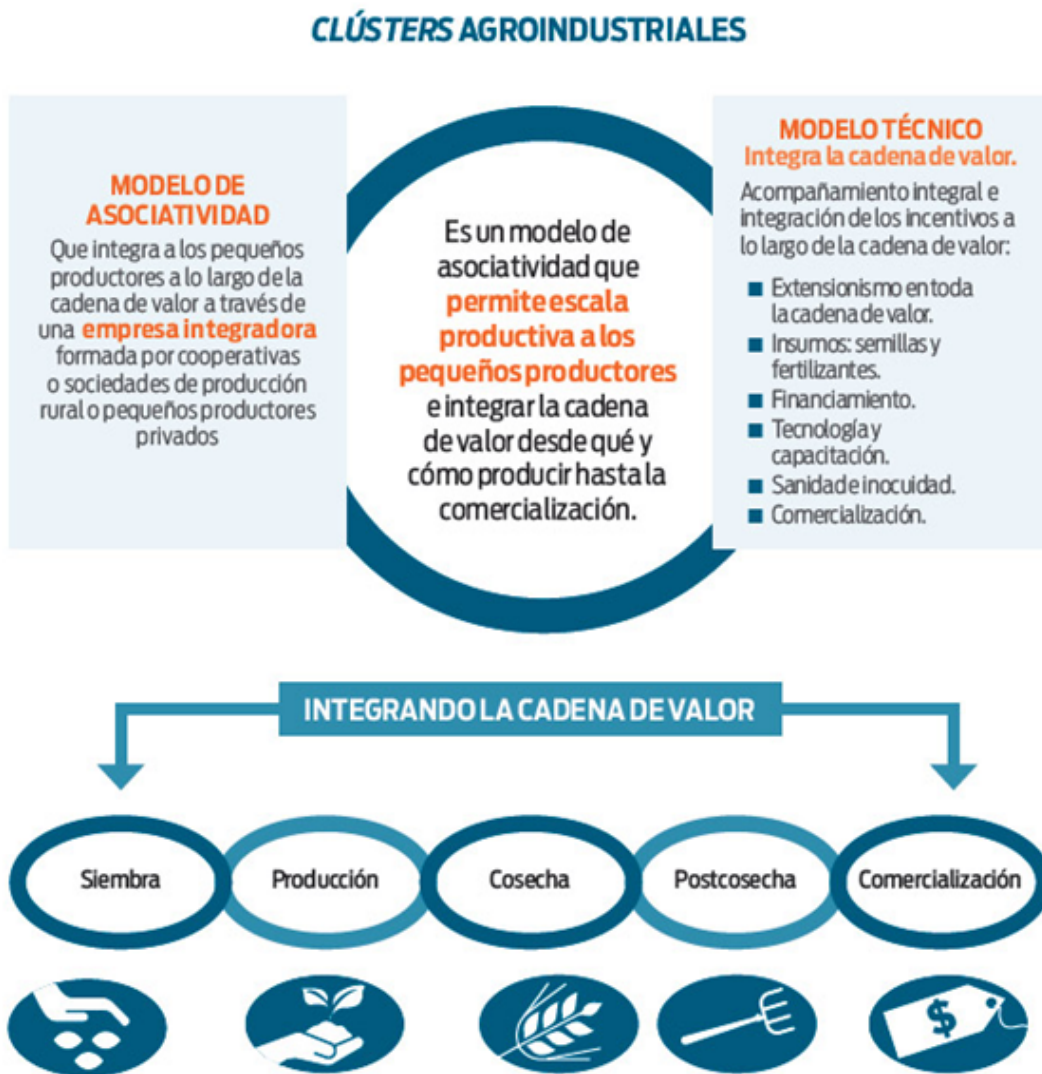 CLÚSTERS AGROINDUSTRIALES
MODELO DE
ASOCIATIVIDAD
Que integra a los pequeños
productores a lo largo de la
cadena de valor a través de
una empresa integradora
formada por cooperativas
o sociedades de producción
rural o pequeños productores
privados
Es un modelo de
asociatividad que
permite escala
productiva a los
pequeños productores
e integrar la cadena
de valor desde qué y
cómo producir hasta la
comercialización.
MODELO TÉCNICO
Integra la cadena de valor.
Acompañamiento integral e
integración de los incentivos a
lo largo de la cadena de valor:
■ Extensionismo en toda
la cadena de valor.
■ Insumos: semillas y
fertilizantes.
■ Financiamiento.
■ Tecnología y
capacitación.
■ Sanidad e inocuidad.
■ Comercialización.
INTEGRANDO LA CADENA DE VALOR
Siembra
Producción
Cosecha
Postcosecha
Comercialización
$